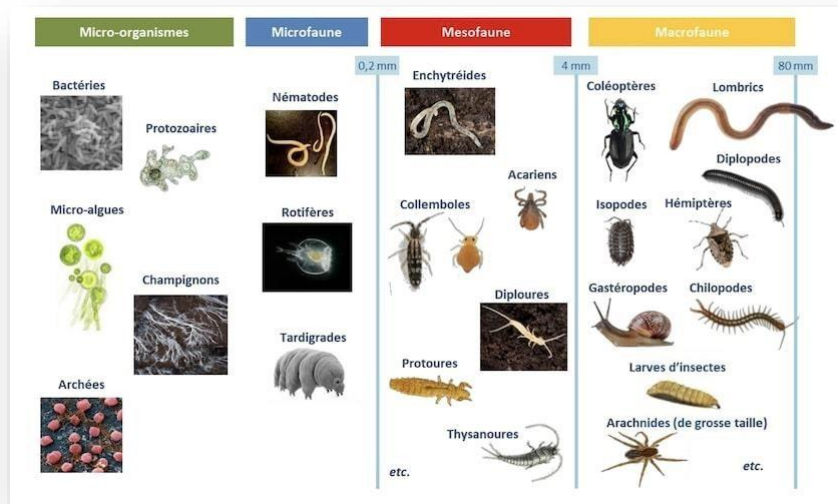 Micro-organismes
Microfaune
Mesofaune
Macrofaune
0,2 mm
4 mm
80 mm
Bactéries
Protozoaires
Micro-algues
Champignons
Archées
Nématodes
Rotifères
Tardigrades
Enchytréides
Acariens
Collemboles
Diploures
Protoures
Thysanoures
etc.
Coléoptères
Lombrics
Diplopodes
Isopodes
Hémiptères
Gastéropodes
Chilopodes
Larves d'insectes
Arachnides (de grosse taille)
etc.